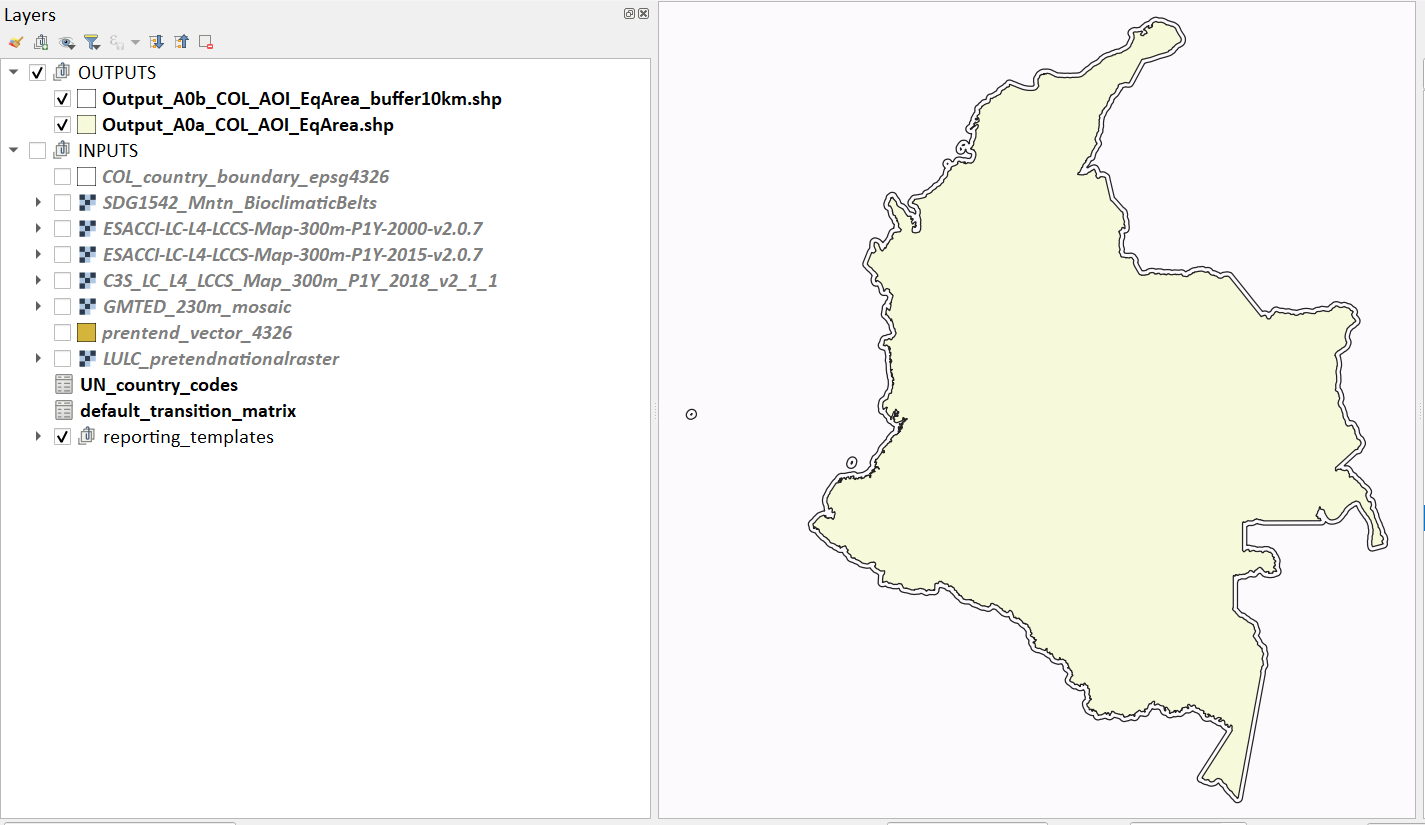 Layers
OUTPUTS
Output_A0b_COL_AOI_EqArea_buffer10km.shp
Output_A0a_COL_AOI_EqArea.shp
INPUTS
COL_country_boundary_epsg4326
SDG1542_Mntn_BioclimaticBelts
ESACCI-LC-L4-LCCS-Map-300m-P1Y-2000-v2.0.7
ESACCI-LC-L4-LCCS-Map-300m-P1Y-2015-v2.0.7
C3S_LC_L4_LCCS_Map_300m_P1Y_2018_v2_1_1
GMTED_230m_mosaic
prentend_vector_4326
LULC_pretendnationalraster
UN_country_codes
default_transition_matrix
reporting_templates